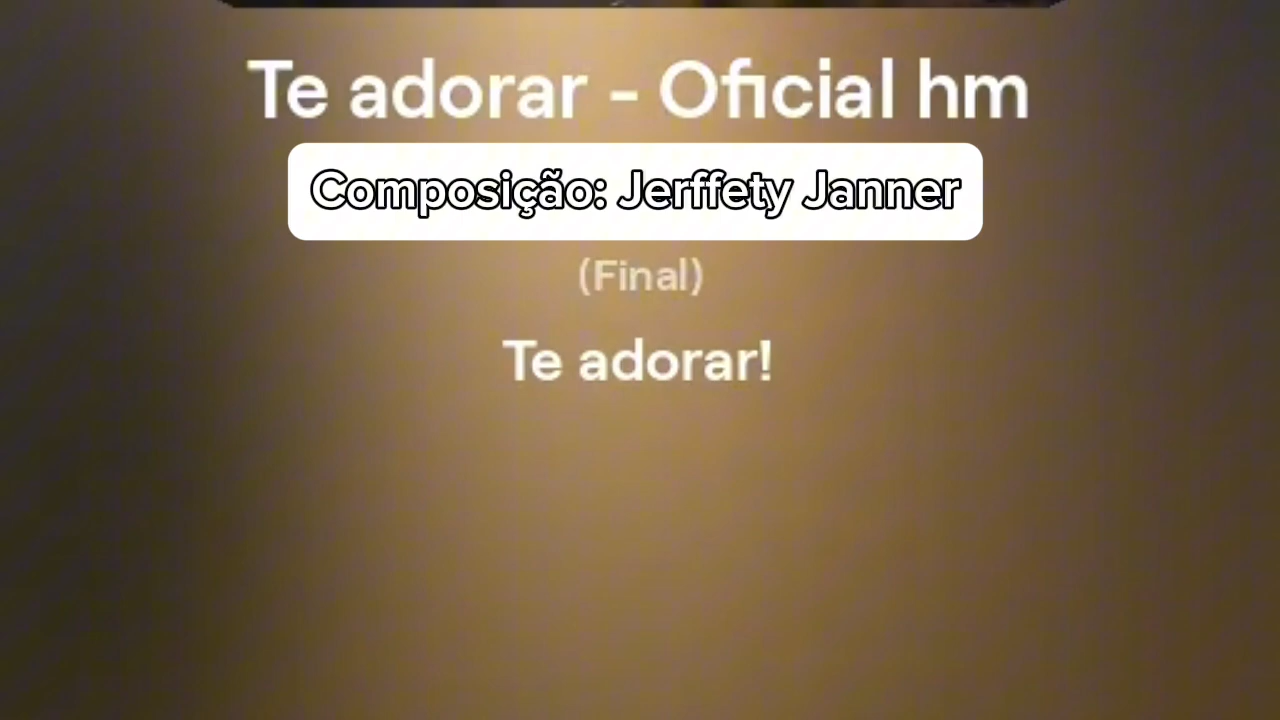 Te adorar - Oficial hm
Composição: Jerffety Janner
(Final)
Te adorar!